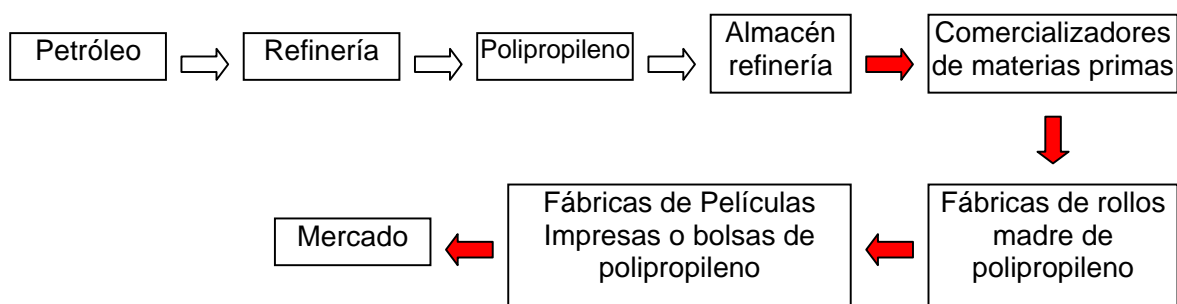 Petróleo
Refinería
Polipropileno
Almacén
refinería
Comercializadores
de materias primas
Fábricas de rollos
madre de
polipropileno
Fábricas de Películas
Impresas o bolsas de
polipropileno
Mercado